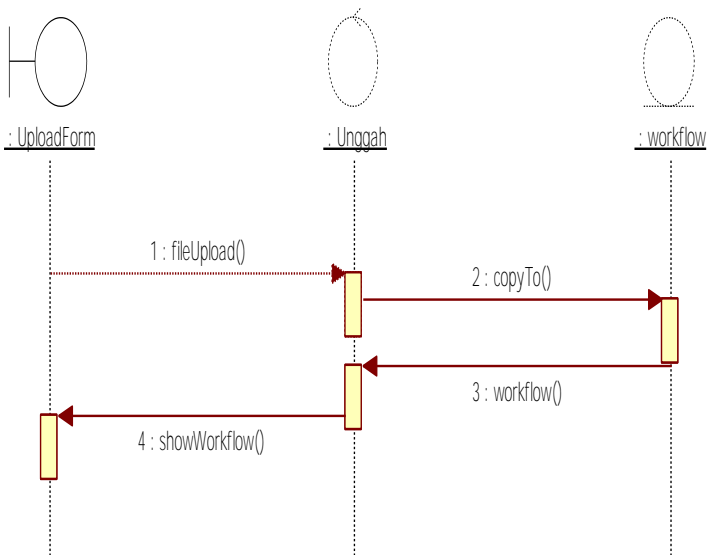 : UploadForm
: Unggah
: workflow
1 : fileUpload()
2 : copyTo()
3 : workflow()
4 : showWorkflow()